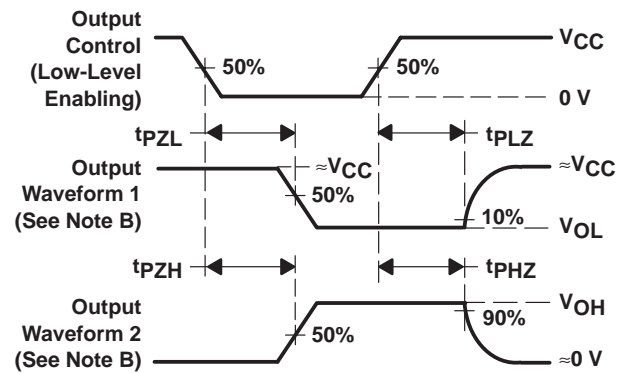 Output
Control
(Low-Level
Enabling)
50%
50%
VCC
0 V
tPZL
tPLZ
Output
Waveform 1
(See Note B)
≈VCC
50%
≈VCC
10%
VOL
tPZH
tPHZ
Output
Waveform 2
(See Note B)
50%
VOH
90%
≈0 V